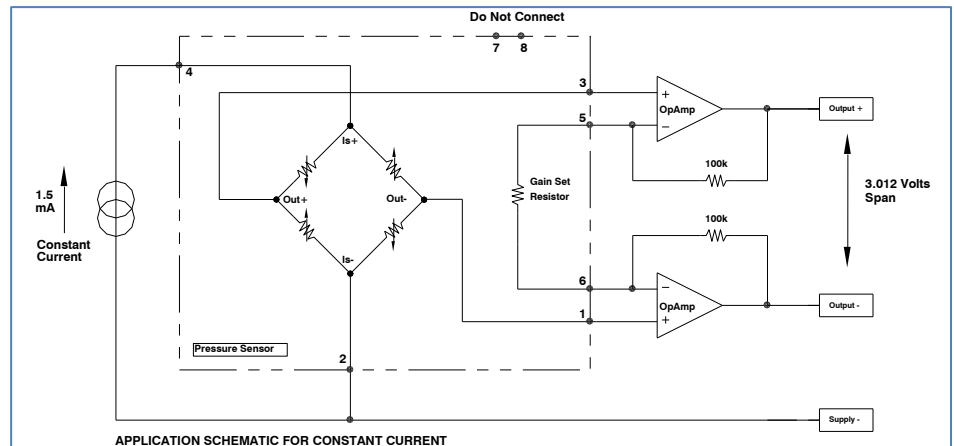 Do Not Connect
7 8
4
3
+
OpAmp
−
Output +
5
Is+
100k
1.5
mA
Gain Set
Resistor
Out+
Out-
3.012 Volts
Span
100k
Constant
Current
Is-
6
−
OpAmp
+
Output -
1
Pressure Sensor
2
Supply -
APPLICATION SCHEMATIC FOR CONSTANT CURRENT